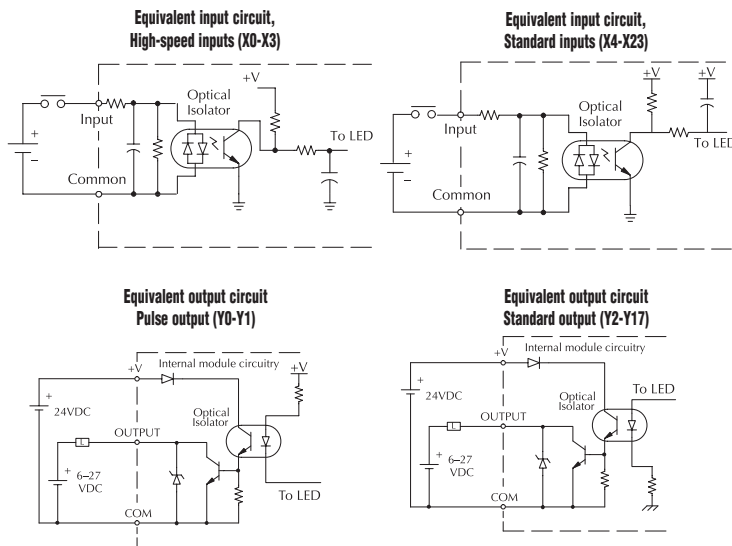 Equivalent input circuit,
High-speed inputs (X0-X3)
+V
Optical
Isolator
Input
To LED
+
–
Common
Equivalent input circuit,
Standard inputs (X4-X23)
+V
+V
Optical
Isolator
Input
To LED
+
–
Common
Equivalent output circuit
Pulse output (Y0-Y1)
Internal module circuitry
+V
+V
+
24VDC
Optical
Isolator
OUTPUT
L
+
6–27
VDC
To LED
COM
Equivalent output circuit
Standard output (Y2-Y17)
Internal module circuitry
+V
+
24VDC
Optical
Isolator
To LED
OUTPUT
L
+
6–27
VDC
COM